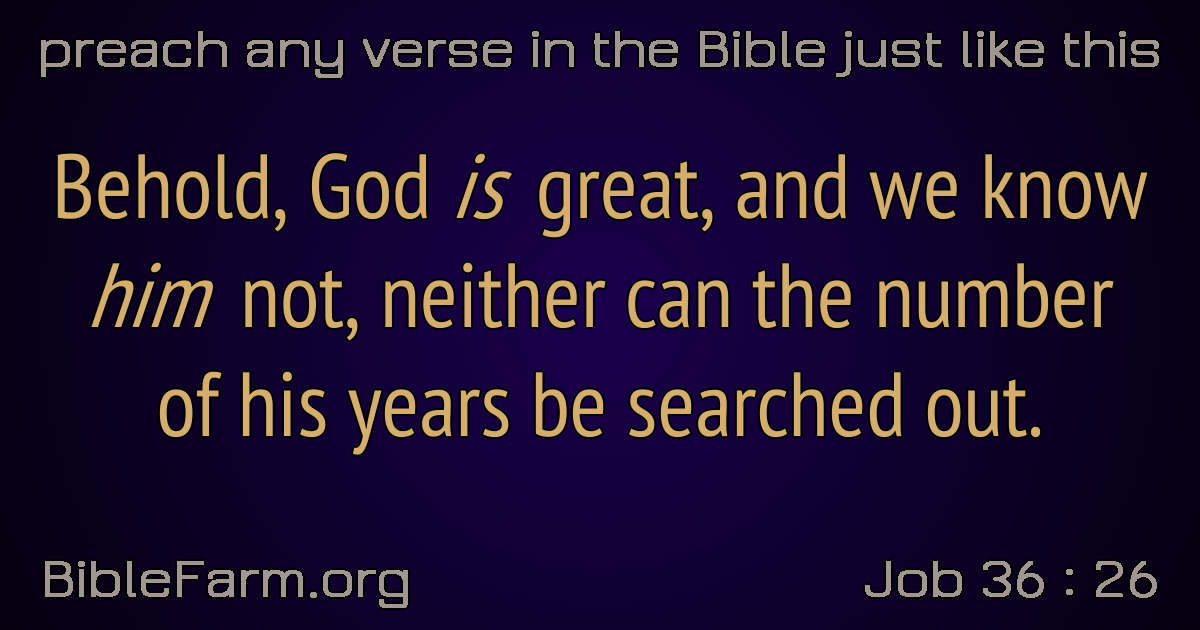 preach any verse in the Bible just like this
Behold, God is great, and we know
him not, neither can the number
of his years be searched out.
BibleFarm.org
Job 36 : 26